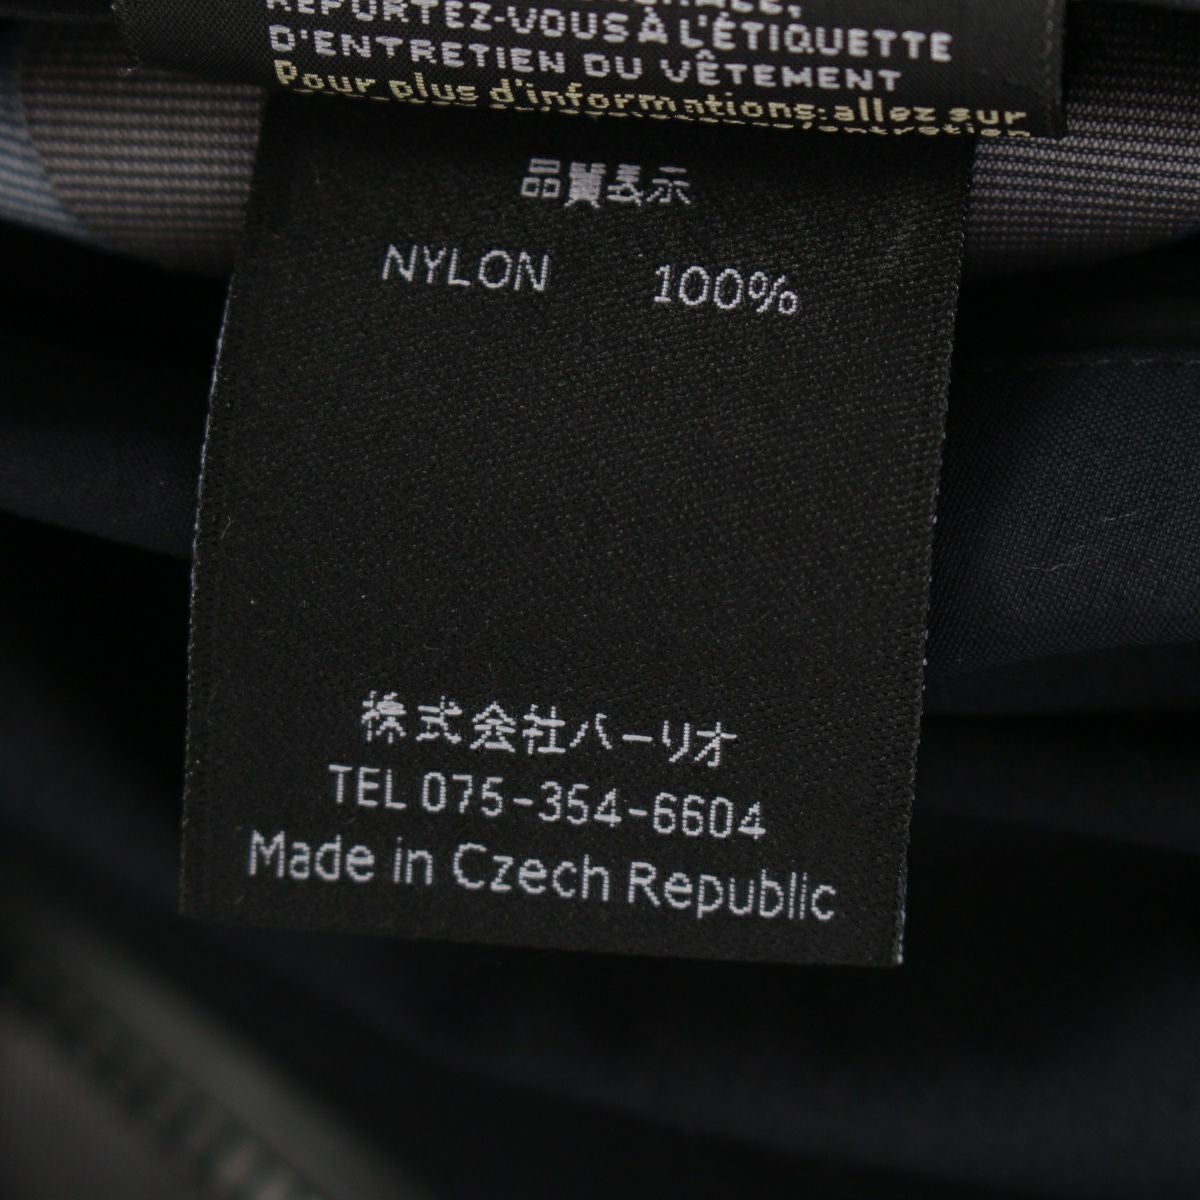 REPORTEZ-VOUS À L'ÉTIQUETTE
D'ENTRETIEN DU VÊTEMENT
Pour plus d'informations: allez sur
品質表示
NYLON 100%
株式会社バーリオ
TEL 075-354-6604
Made in Czech Republic